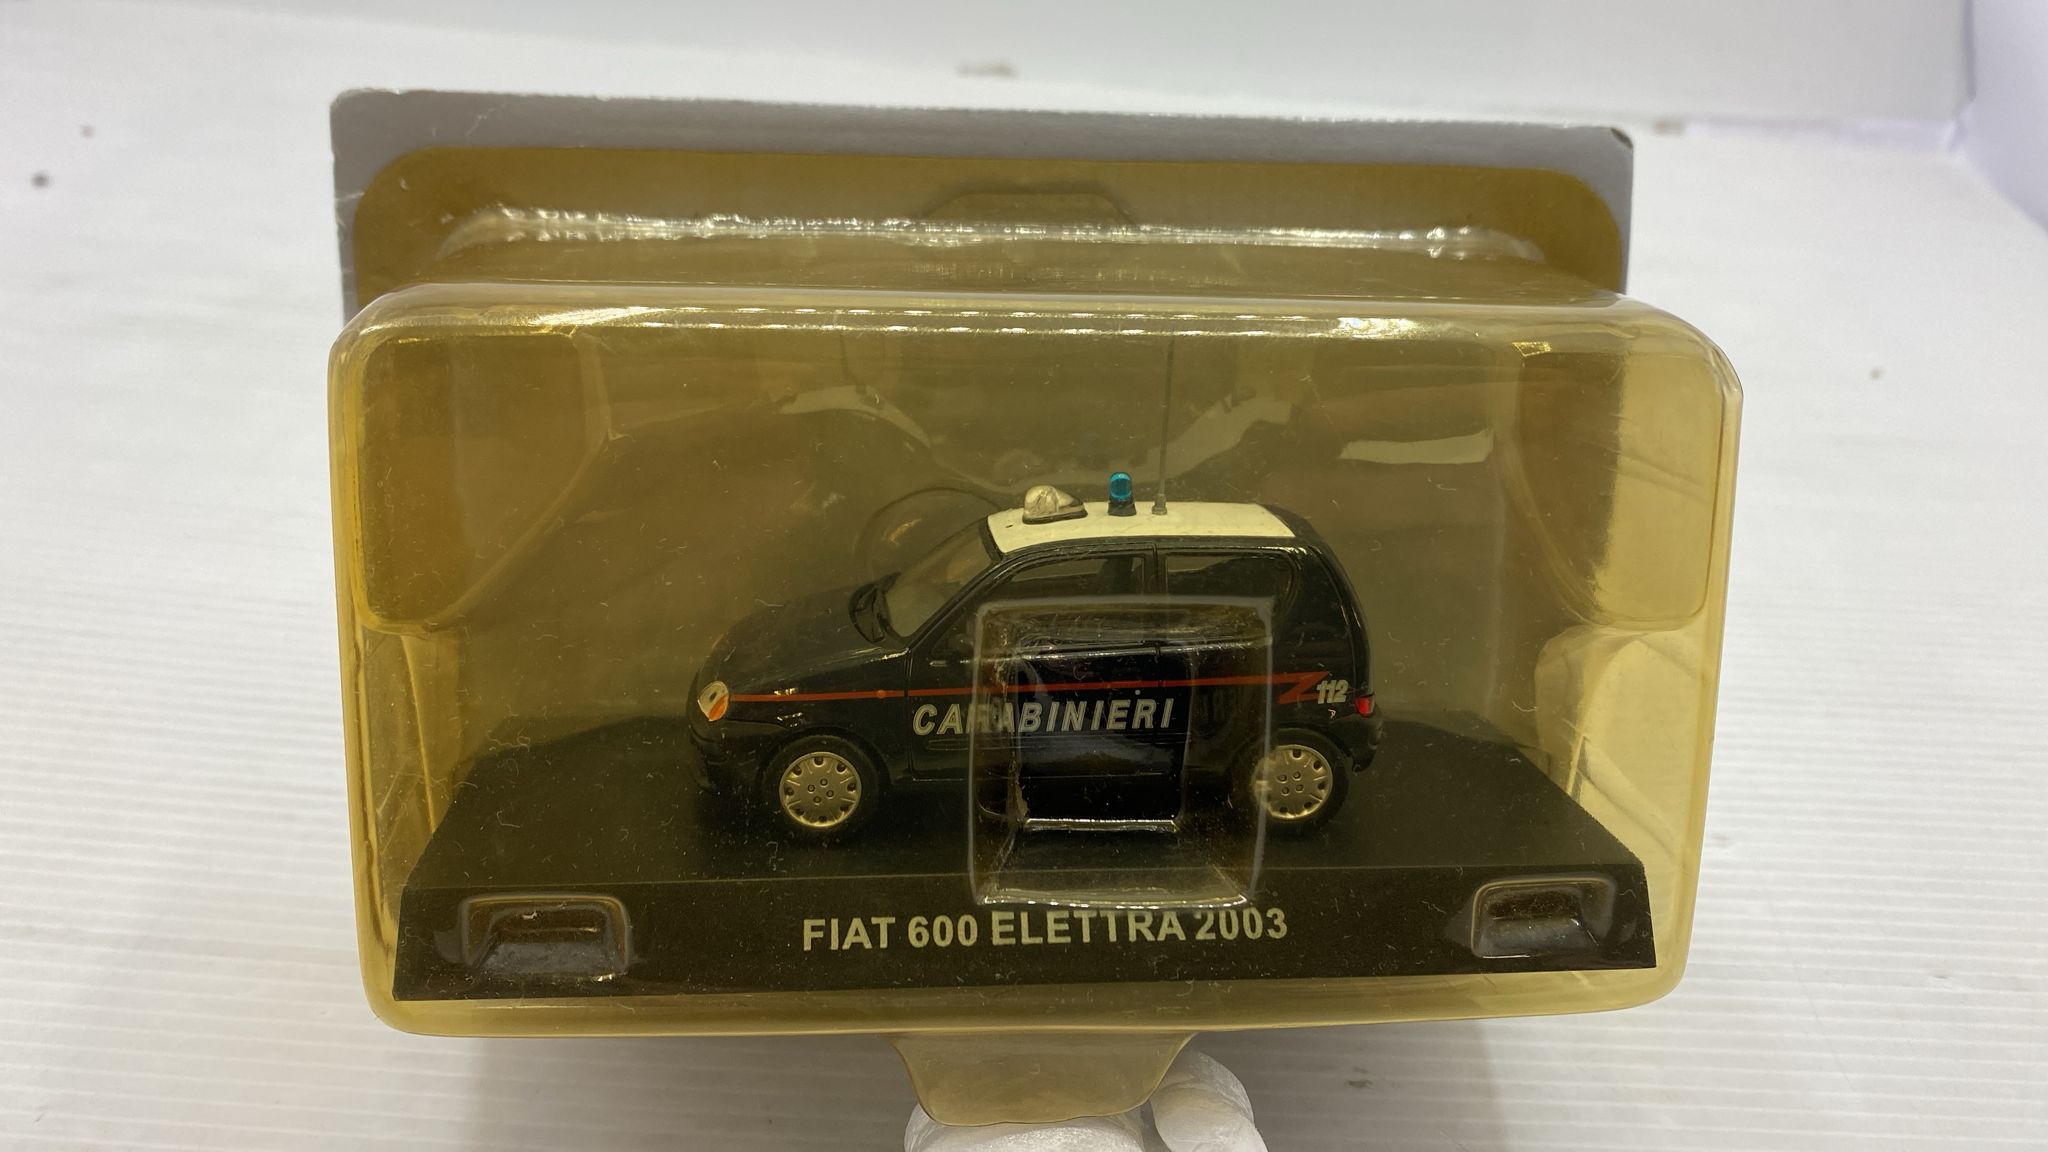 112
CARABINIERI
FIAT 600 ELETTRA 2003